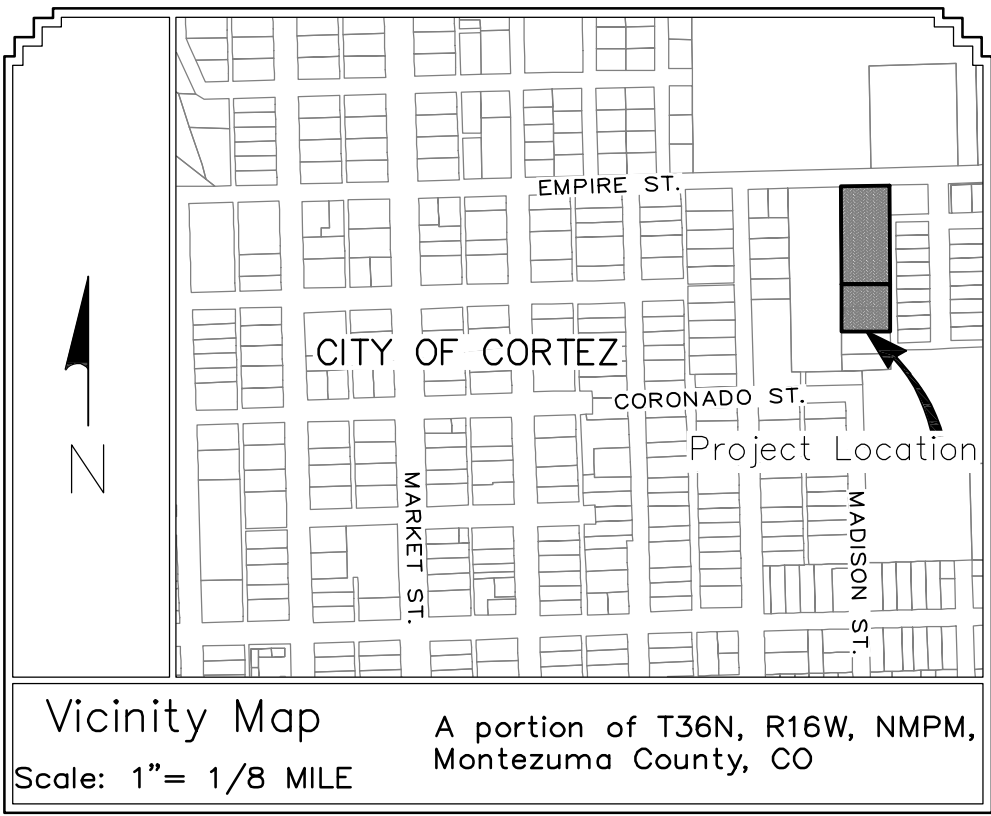 EMPIRE ST.
CITY OF CORTEZ
CORONADO ST.
Project Location
N
MARKET ST.
MADISON ST.
Vicinity Map
Scale: 1”= 1/8 MILE
A portion of T36N, R16W, NMPM,
Montezuma County, CO